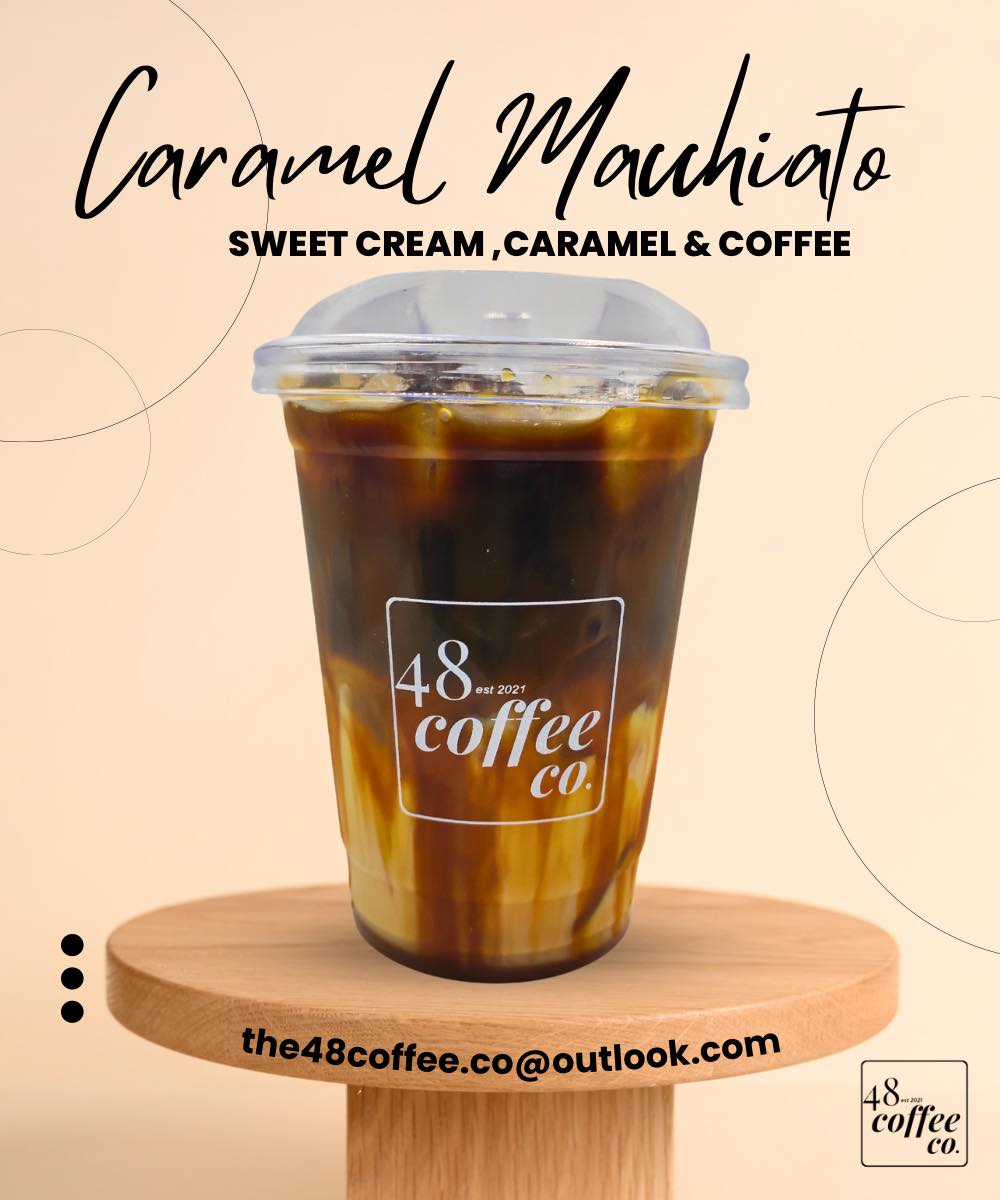 Caramel Macchiato
SWEET CREAM ,CARAMEL & COFFEE
48 est 2021
coffee
co.
the48coffee.co@outlook.com
48 est 2021
coffee
co.